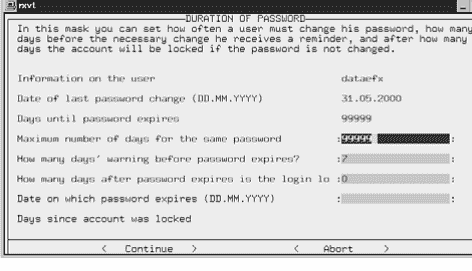 rxvt
DURATION OF PASSWORD
In this mask you can set how often a user must change his password, how many
days before the necessary change he receives a reminder, and after how many
days the account will be locked if the password is not changed.
Information on the user dataefx
Date of last password change (DD.MM.YYYY) 31.05.2000
Days until password expires 99999
Maximum number of days for the same password :99999 :
How many days' warning before password expires? :7 :
How many days after password expires is the login lo :0 :
Date on which password expires (DD.MM.YYYY) : :
Days since account was locked
< Continue > < Abort >